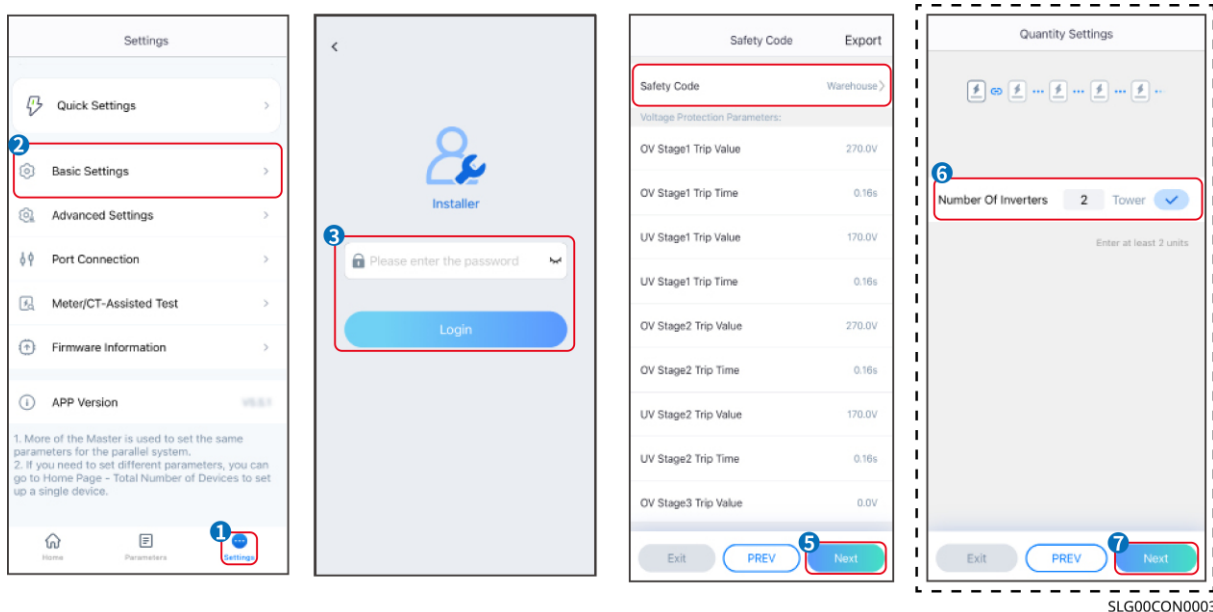 Settings
Quick Settings
2
Basic Settings
Advanced Settings
Port Connection
Meter/CT-Assisted Test
Firmware Information
APP Version
1. More of the Master is used to set the same
parameters for the parallel system.
2. If you need to set different parameters, you can
go to Home Page - Total Number of Devices to set
up a single device.
1
Home
Parameters
Settings
Installer
3
Please enter the password
Login
Safety Code
Export
Safety Code
Warehouse
Voltage Protection Parameters:
OV Stage1 Trip Value
270.0V
OV Stage1 Trip Time
0.16s
UV Stage1 Trip Value
170.0V
UV Stage1 Trip Time
0.16s
OV Stage2 Trip Value
270.0V
OV Stage2 Trip Time
0.16s
UV Stage2 Trip Value
170.0V
UV Stage2 Trip Time
0.16s
OV Stage3 Trip Value
0.0V
Exit
PREV
5
Next
Quantity Settings
6
Number Of Inverters
2
Tower
Enter at least 2 units
Exit
PREV
7
Next
SLG00CON0003